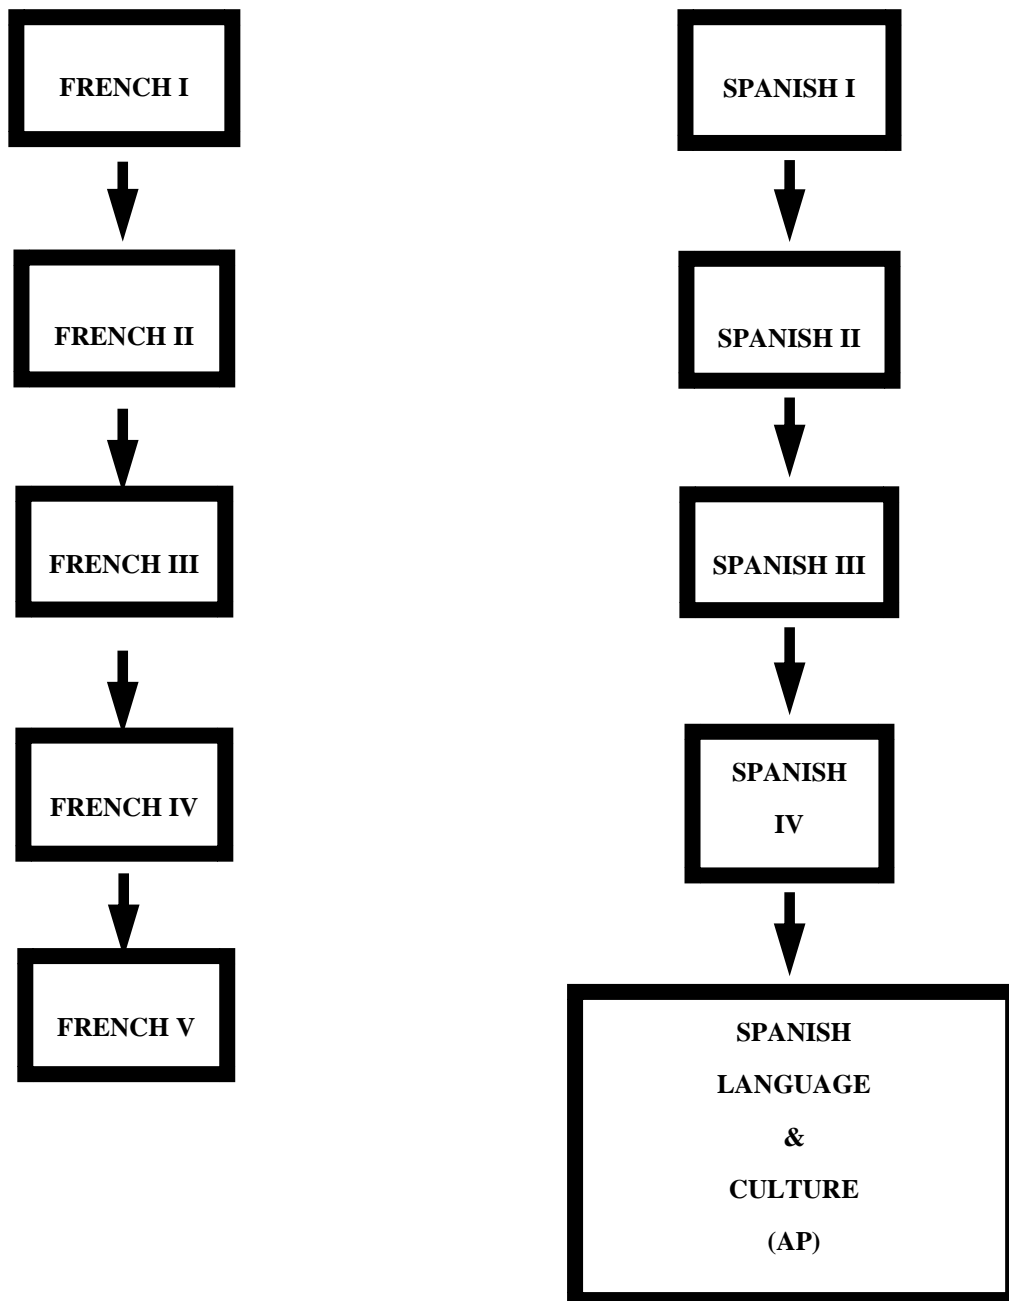 FRENCH I
FRENCH II
FRENCH III
FRENCH IV
FRENCH V
SPANISH I
SPANISH II
SPANISH III
SPANISH
IV
SPANISH
LANGUAGE
&
CULTURE
(AP)